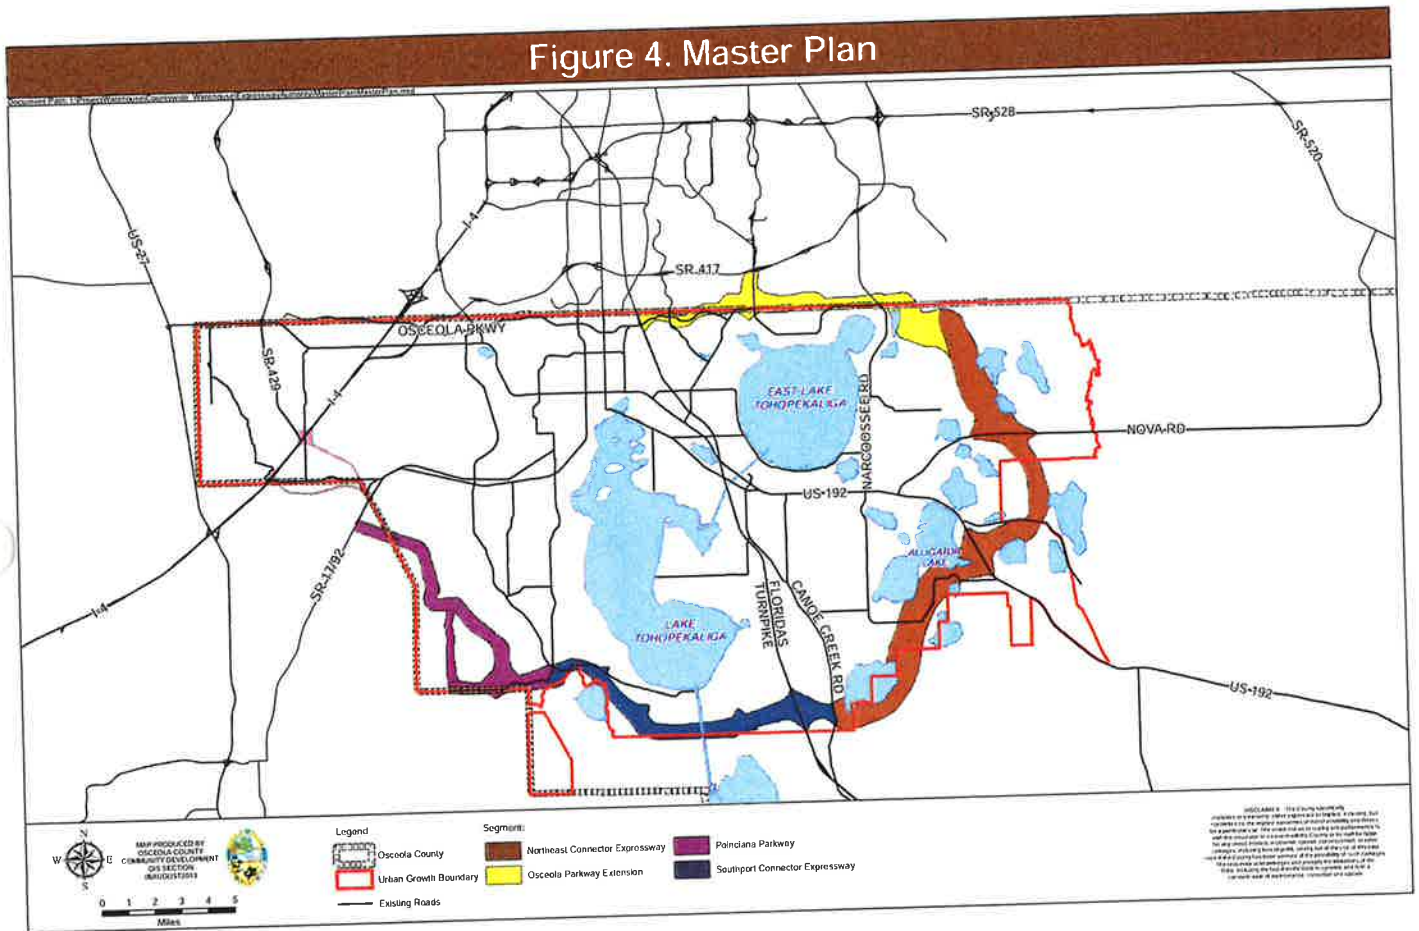 Figure 4. Master Plan
SR-528
SR-520
US-27
I-4
SR-417
OSCEOLA PKWY
SR-429
I-4
EAST LAKE
TOHOPEKALIGA
NARCOOSSEE RD
NOVA RD
US-192
ALLIGATOR
LAKE
SR-17/92
I-4
FLORIDAS
TURNPIKE
CANOE CREEK RD
LAKE
TOHOPEKALIGA
US-192
N
W
E
S
MAP PRODUCED BY
OSCEOLA COUNTY
COMMUNITY DEVELOPMENT
GIS SECTION
0 1 2 3 4 5
Miles
Legend
Osceola County
Urban Growth Boundary
Existing Roads
Segment:
Northeast Connector Expressway
Osceola Parkway Extension
Poinciana Parkway
Southport Connector Expressway